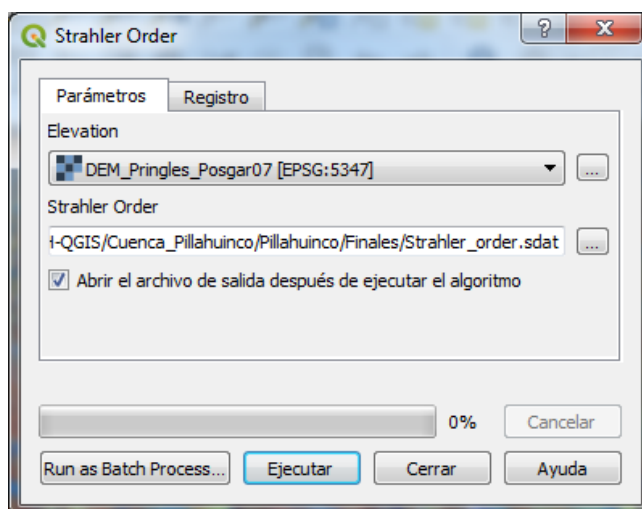 Strahler Order
Parámetros Registro
Elevation
DEM_Pringles_Posgar07 [EPSG:5347]
...
Strahler Order
I-QGIS/Cuenca_Pillahuinco/Pillahuinco/Finales/Strahler_order.sdat
...
Abrir el archivo de salida después de ejecutar el algoritmo
0% Cancelar
Run as Batch Process... Ejecutar Cerrar Ayuda